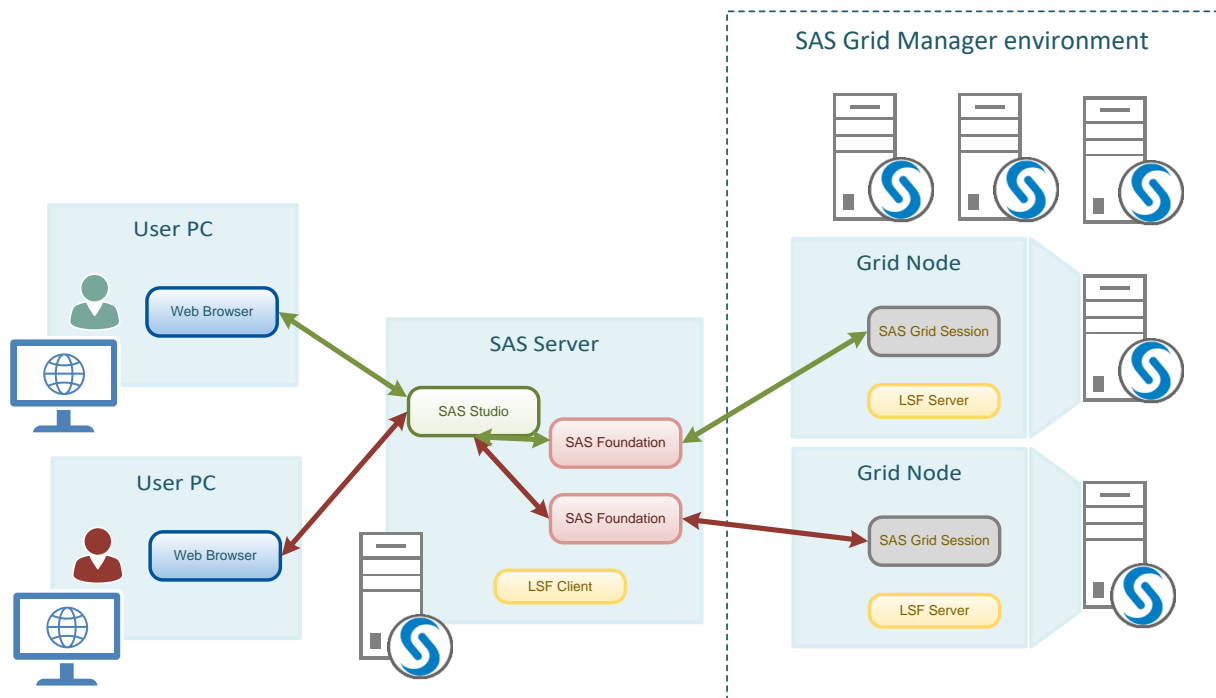 SAS Grid Manager environment
User PC
Web Browser
User PC
Web Browser
SAS Server
SAS Studio
SAS Foundation
SAS Foundation
LSF Client
Grid Node
SAS Grid Session
LSF Server
Grid Node
SAS Grid Session
LSF Server